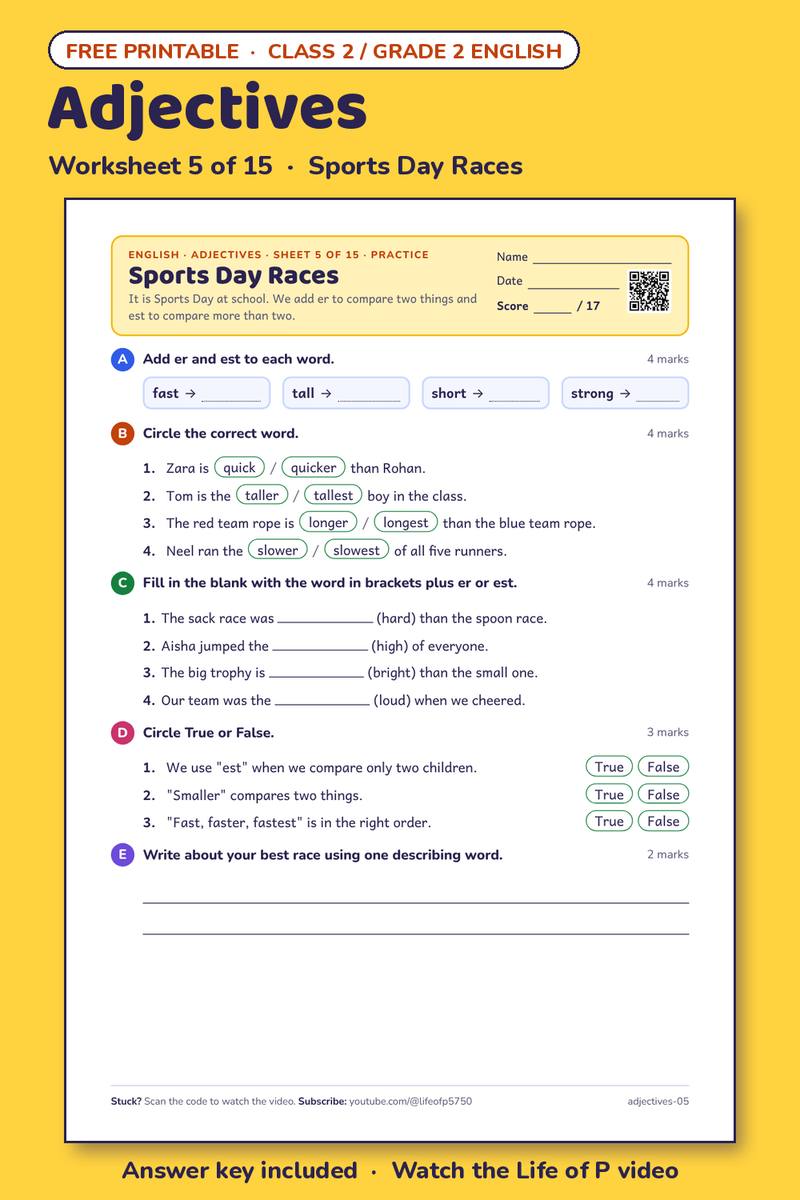 FREE PRINTABLE · CLASS 2 / GRADE 2 ENGLISH
Adjectives
Worksheet 5 of 15 · Sports Day Races
ENGLISH · ADJECTIVES · SHEET 5 OF 15 · PRACTICE
Sports Day Races
It is Sports Day at school. We add er to compare two things and
est to compare more than two.
Name
Date
Score ______ / 17
A Add er and est to each word. 4 marks
fast → ______ tall → ______ short → ______ strong → ______
B Circle the correct word. 4 marks
1. Zara is quick / quicker than Rohan.
2. Tom is the taller / tallest boy in the class.
3. The red team rope is longer / longest than the blue team rope.
4. Neel ran the slower / slowest of all five runners.
C Fill in the blank with the word in brackets plus er or est. 4 marks
1. The sack race was ______ (hard) than the spoon race.
2. Aisha jumped the ______ (high) of everyone.
3. The big trophy is ______ (bright) than the small one.
4. Our team was the ______ (loud) when we cheered.
D Circle True or False. 3 marks
1. We use "est" when we compare only two children. True False
2. "Smaller" compares two things. True False
3. "Fast, faster, fastest" is in the right order. True False
E Write about your best race using one describing word. 2 marks
Stuck? Scan the code to watch the video. Subscribe: youtube.com/@lifeofp5750 adjectives-05
Answer key included · Watch the Life of P video